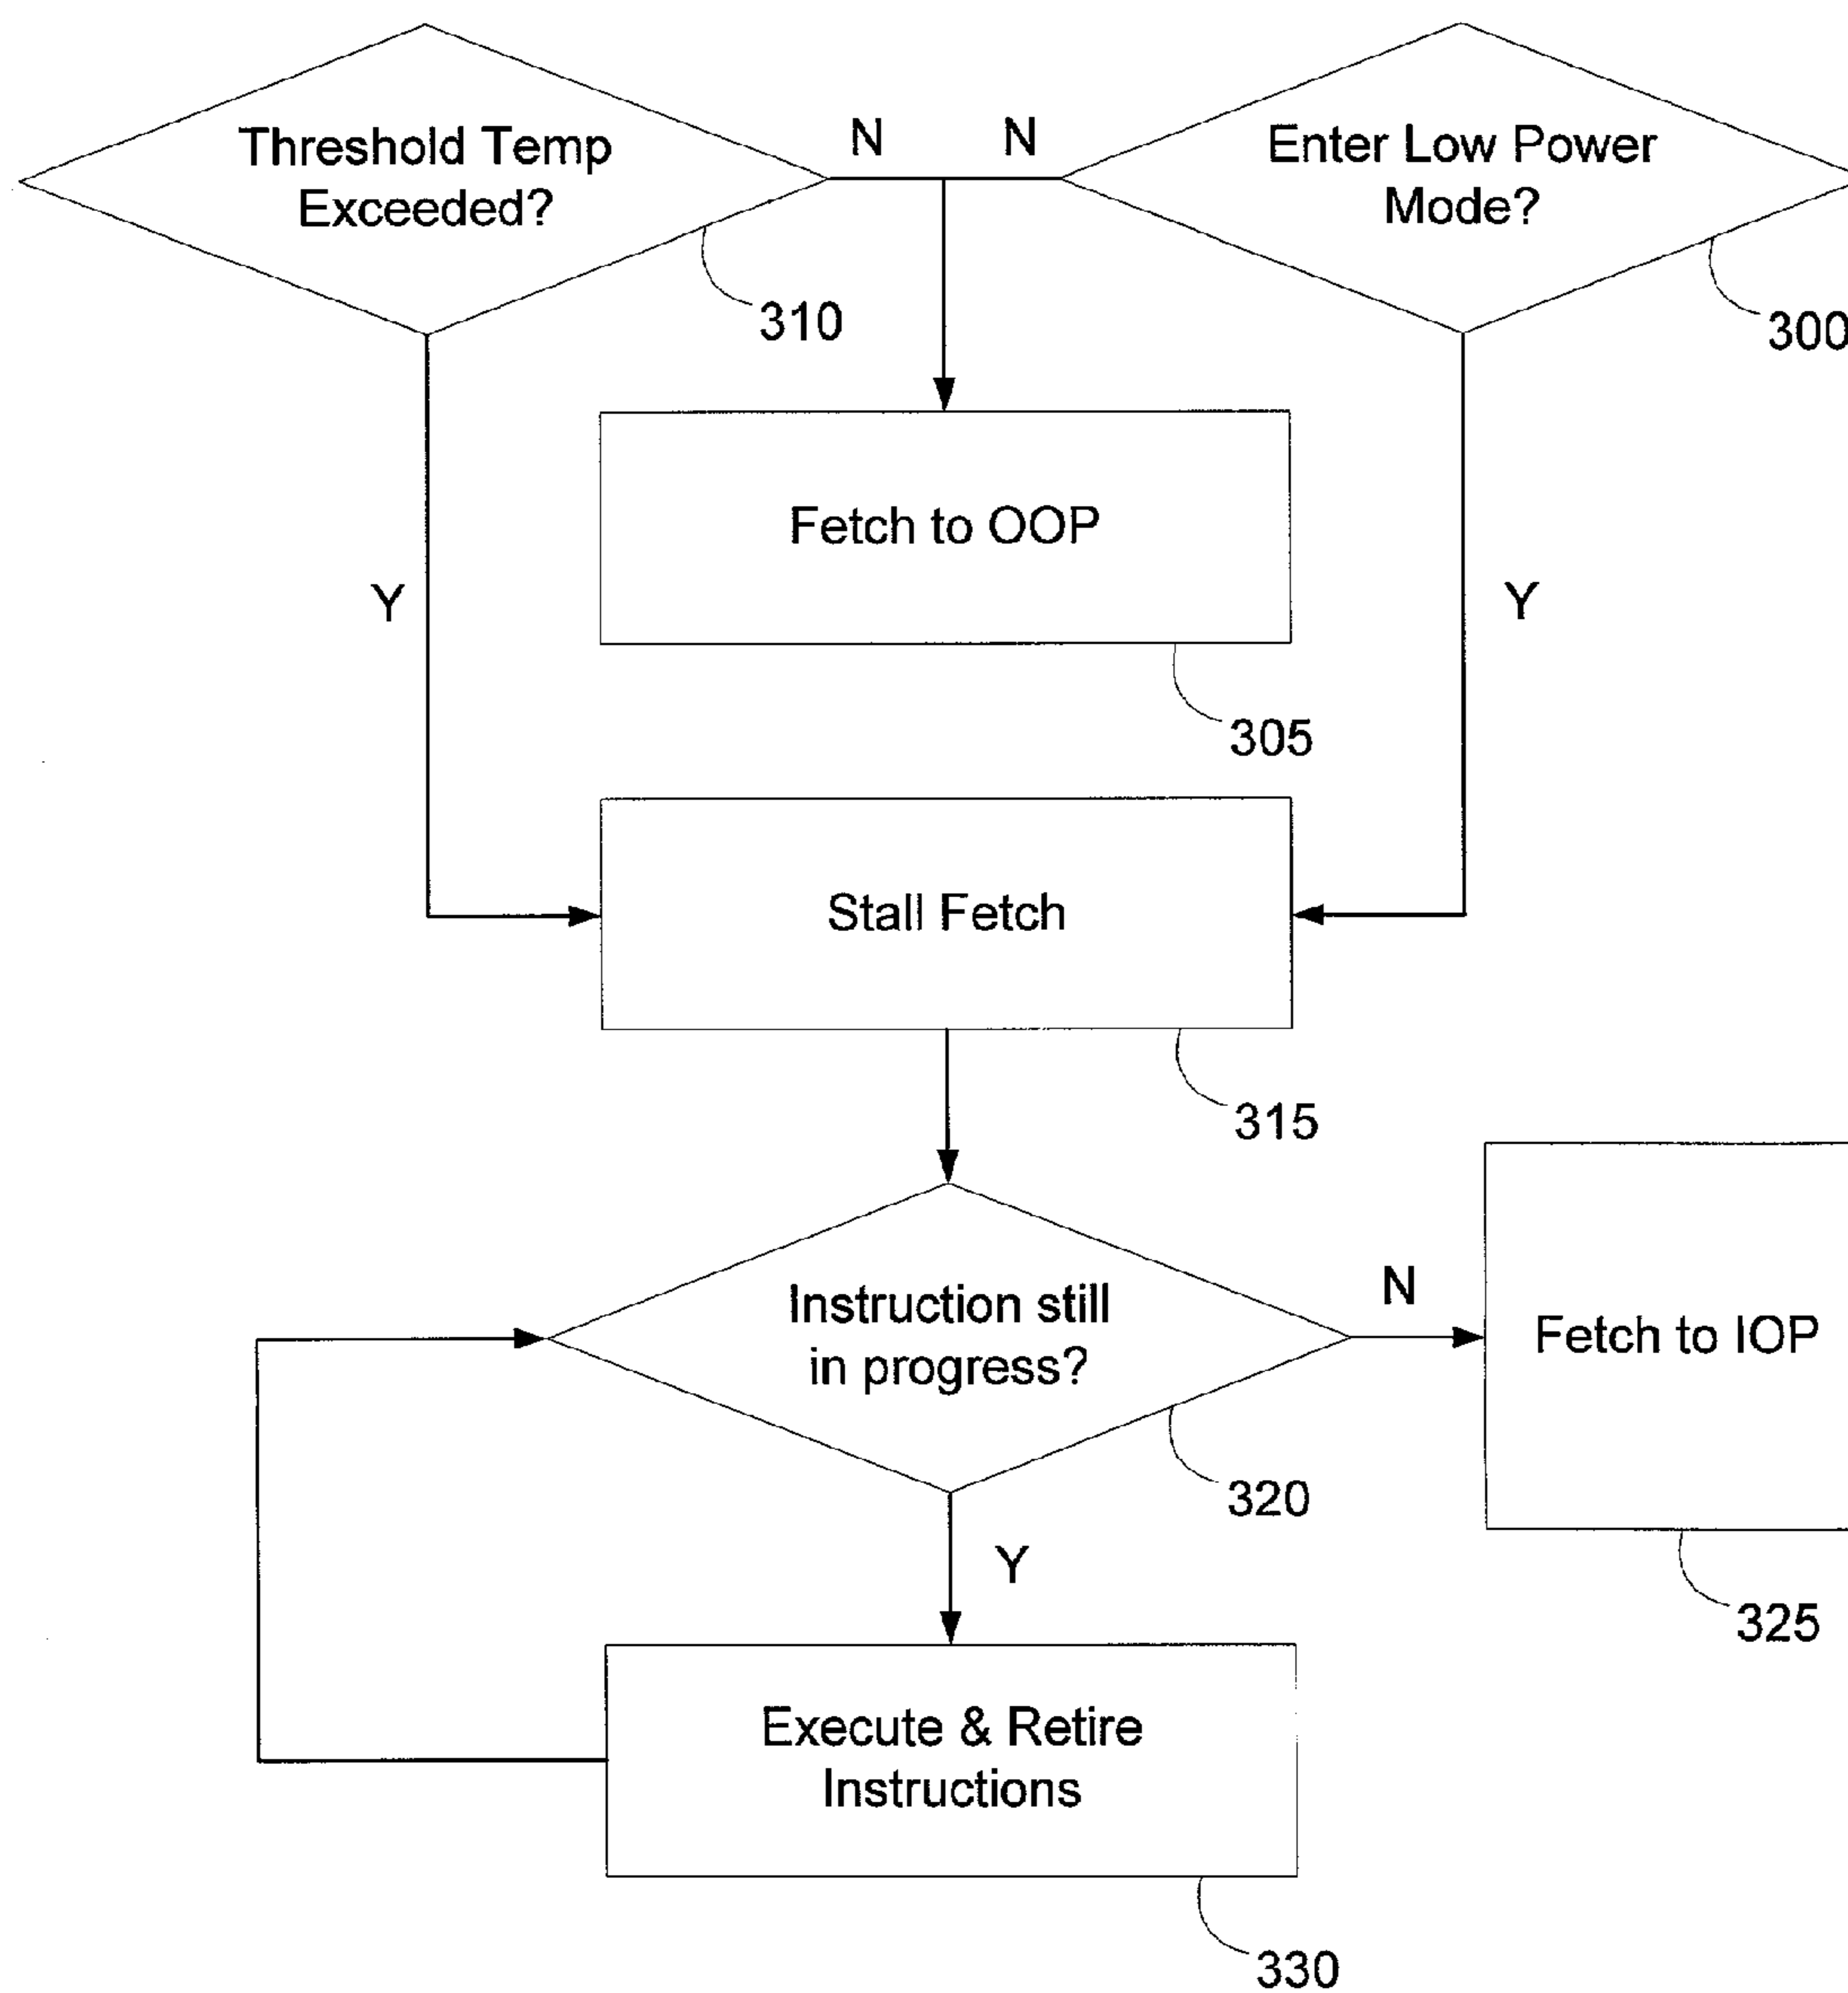 Threshold Temp
Exceeded?
N
N
Enter Low Power
Mode?
310
300
Fetch to OOP
Y
Y
305
Stall Fetch
315
Instruction still
in progress?
N
Fetch to IOP
320
Y
325
Execute & Retire
Instructions
330